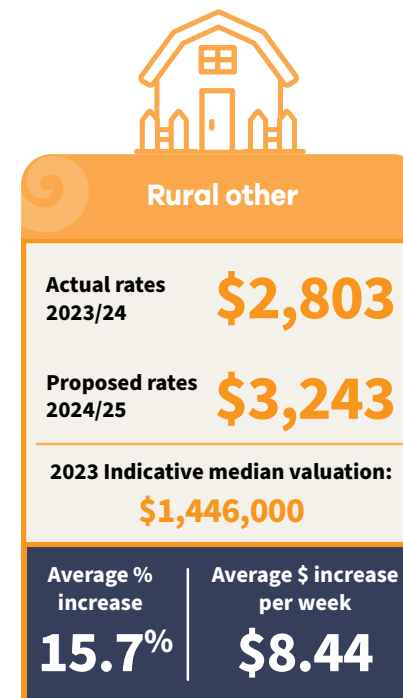 Rural other
Actual rates
2023/24
$2,803
Proposed rates
2024/25
$3,243
2023 Indicative median valuation:
$1,446,000
Average %
increase
15.7%
Average $ increase
per week
$8.44